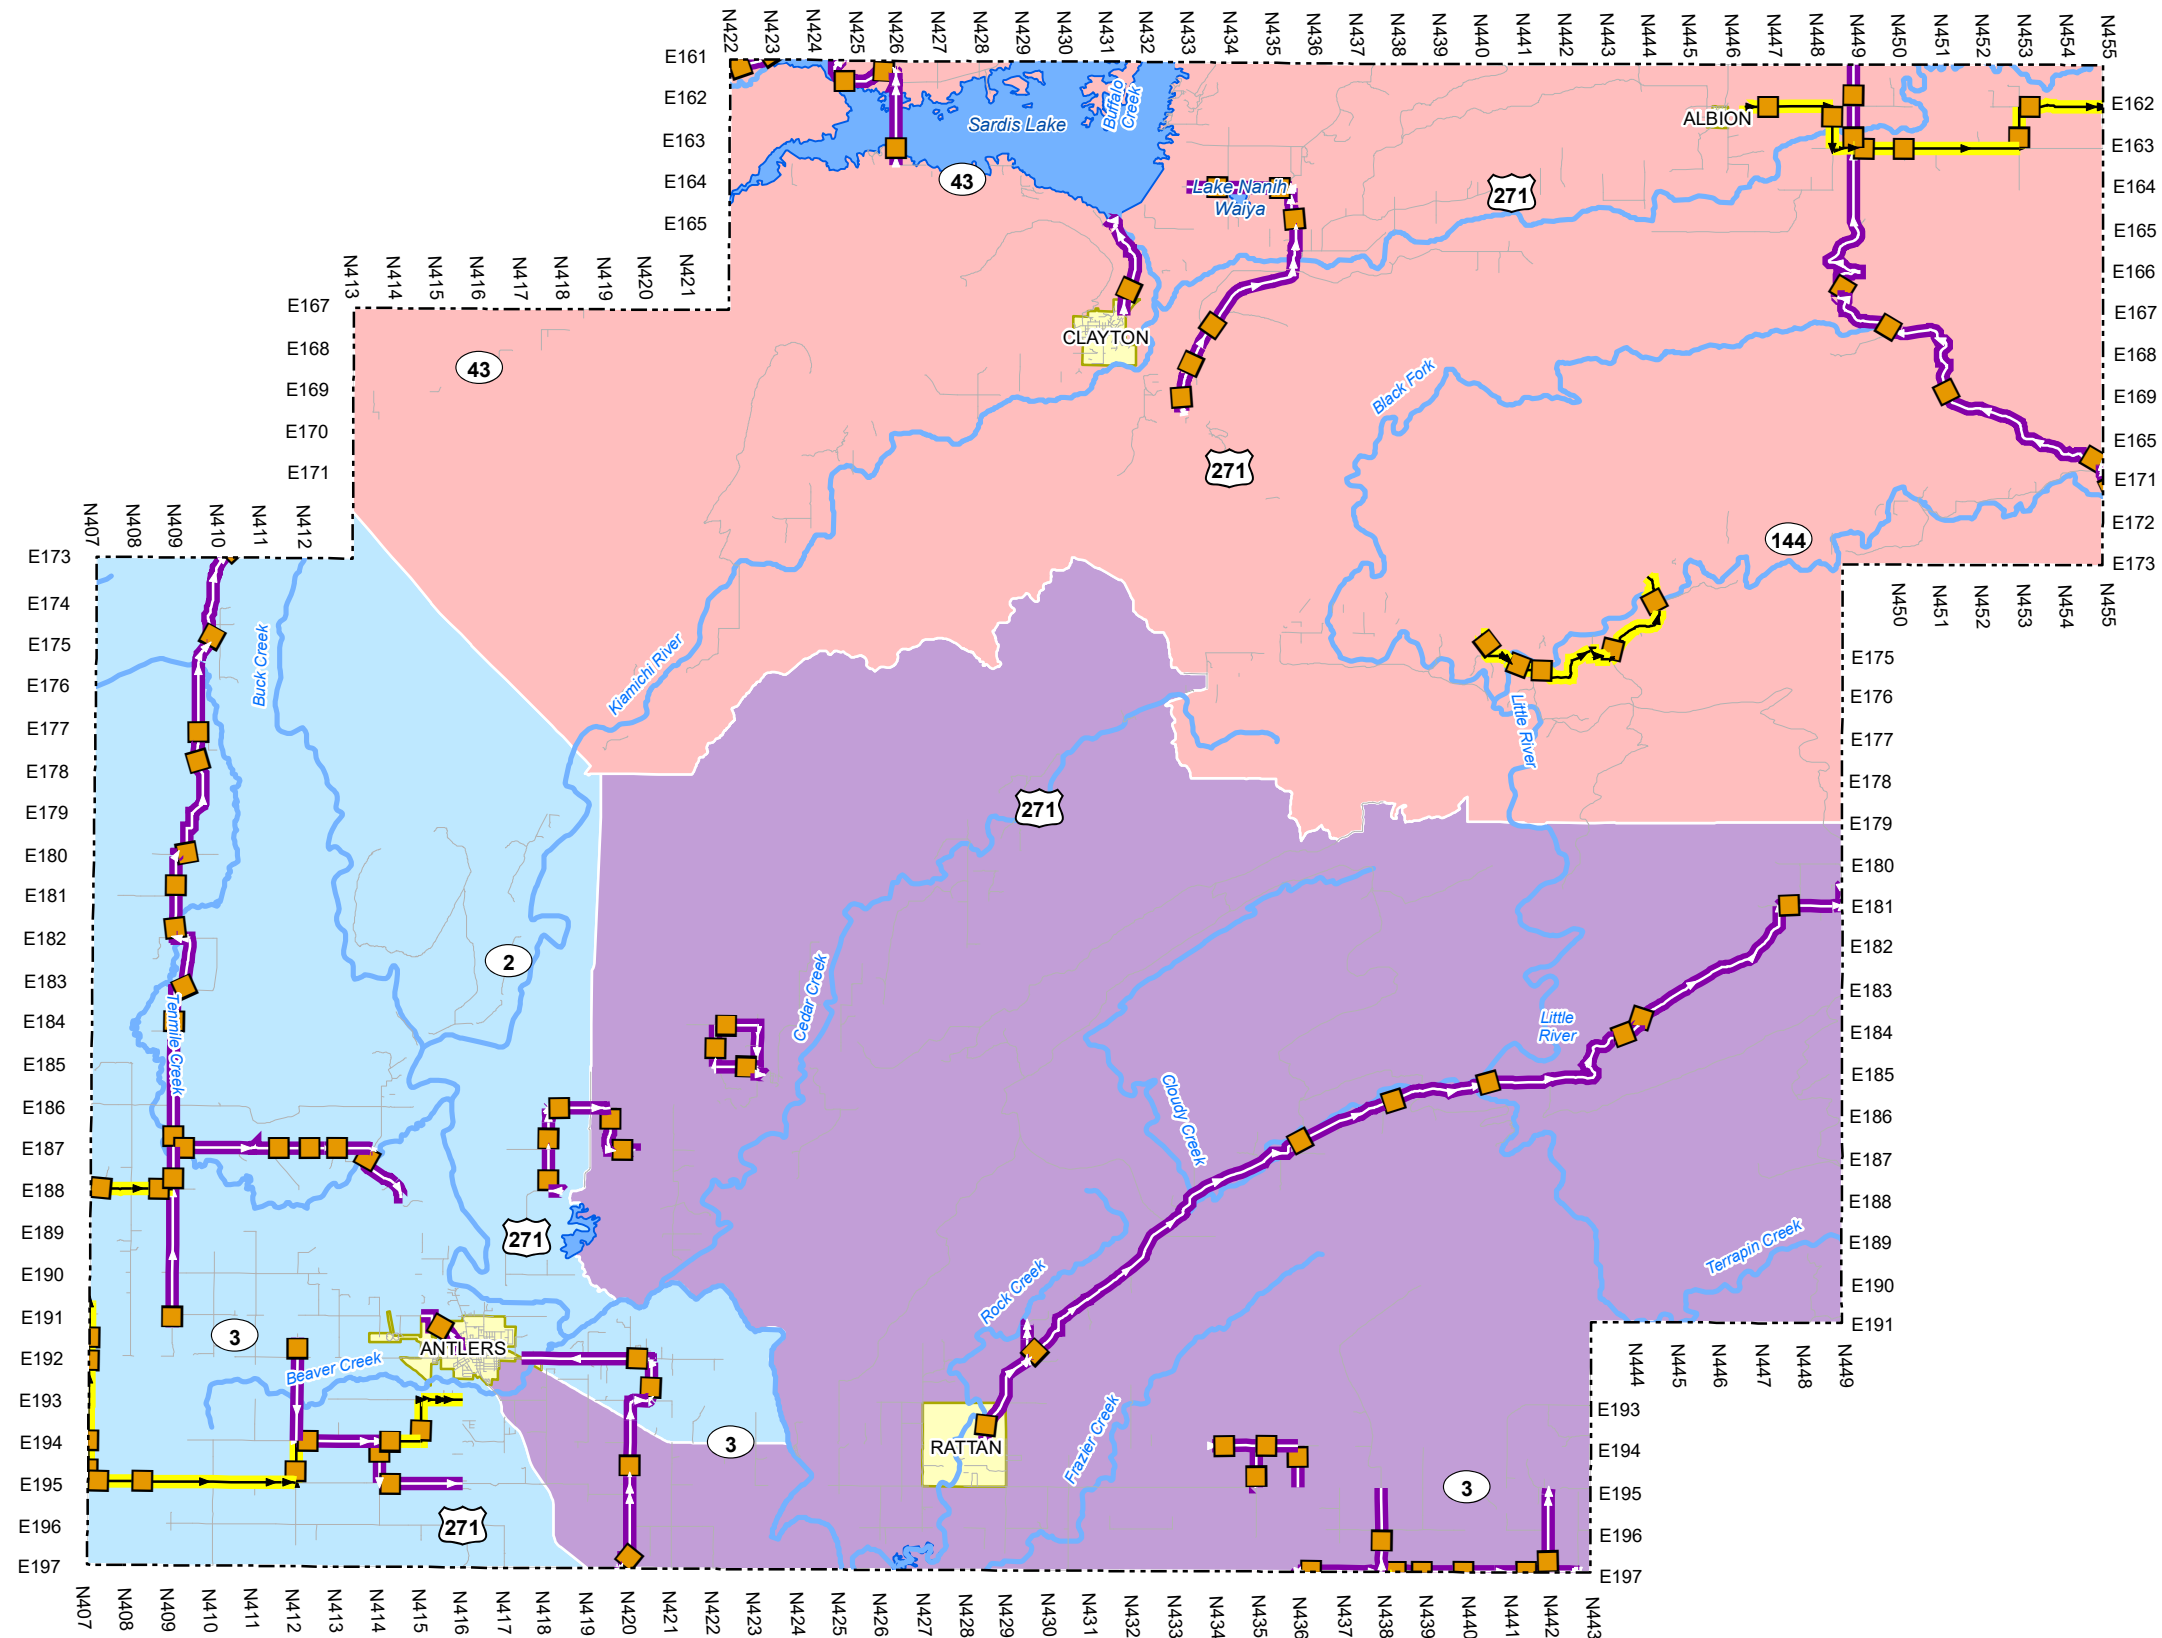 N422 N423 N424 N425 N426 N427 N428 N429 N430 N431 N432 N433 N434 N435 N436 N437 N438 N439 N440 N441 N442 N443 N444 N445 N446 N447 N448 N449 N450 N451 N452 N453 N454 N455
E161
E162
E163
E164
E165
Sardis Lake
Buffalo
Creek
43
Lake Nanih
Waiya
271
ALBION
E162
E163
E164
E165
E166
E167
E168
E169
E165
E171
E172
E173
N413 N414 N415 N416 N417 N418 N419 N420 N421
E167
E168
E169
E170
E171
43
CLAYTON
Black Fork
271
144
N407 N408 N409 N410 N411 N412
E173
E174
E175
E176
E177
E178
E179
E180
E181
E182
E183
E184
E185
E186
E187
E188
E189
E190
E191
E192
E193
E194
E195
E196
E197
Buck Creek
Kiamichi River
Little River
271
2
Tenmile Creek
Cedar Creek
Little
River
Cloudy Creek
271
Rock Creek
Terrapin Creek
3
ANTLERS
Beaver Creek
3
RATTAN
Frazier Creek
3
271
N450 N451 N452 N453 N454 N455
E175
E176
E177
E178
E179
E180
E181
E182
E183
E184
E185
E186
E187
E188
E189
E190
E191
N444 N445 N446 N447 N448 N449
E193
E194
E195
E196
E197
N407 N408 N409 N410 N411 N412 N413 N414 N415 N416 N417 N418 N419 N420 N421 N422 N423 N424 N425 N426 N427 N428 N429 N430 N431 N432 N433 N434 N435 N436 N437 N438 N439 N440 N441 N442 N443